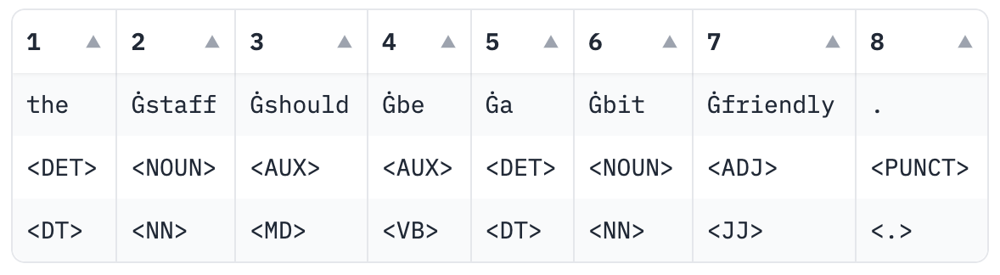 1 ▲ 2 ▲ 3 ▲ 4 ▲ 5 ▲ 6 ▲ 7 ▲ 8 ▲
the Ġstaff Ġshould Ġbe Ġa Ġbit Ġfriendly .
<DET> <NOUN> <AUX> <AUX> <DET> <NOUN> <ADJ> <PUNCT>
<DT> <NN> <MD> <VB> <DT> <NN> <JJ> <.>